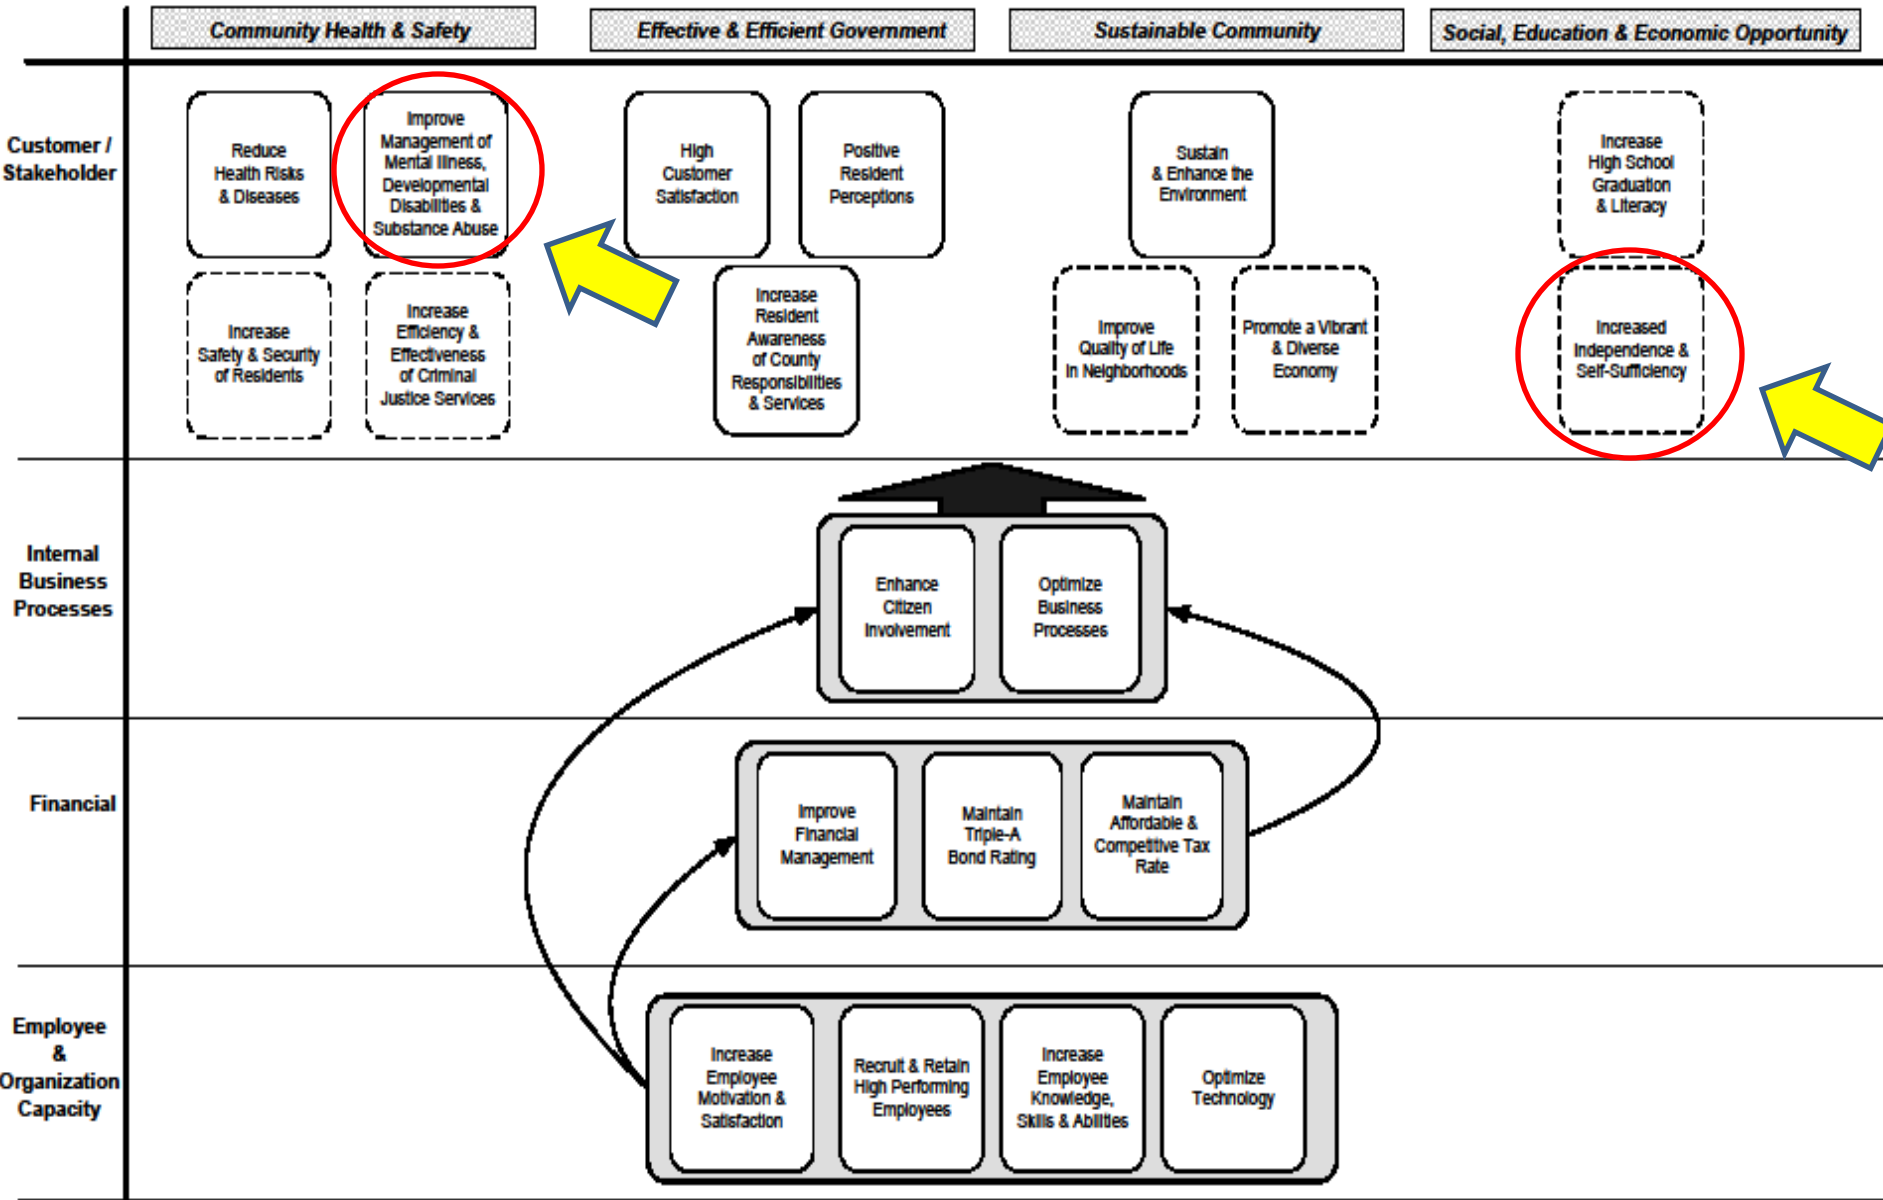 Community Health & Safety
Effective & Efficient Government
Sustainable Community
Social, Education & Economic Opportunity
Customer /
Stakeholder
Reduce
Health Risks
& Diseases
Improve
Management of
Mental Illness,
Developmental
Disabilities &
Substance Abuse
High
Customer
Satisfaction
Positive
Resident
Perceptions
Sustain
& Enhance the
Environment
Increase
High School
Graduation
& Literacy
Increase
Safety & Security
of Residents
Increase
Efficiency &
Effectiveness
of Criminal
Justice Services
Increase
Resident
Awareness
of County
Responsibilities
& Services
Improve
Quality of Life
In Neighborhoods
Promote a Vibrant
& Diverse
Economy
Increased
Independence &
Self-Sufficiency
Internal
Business
Processes
Enhance
Citizen
Involvement
Optimize
Business
Processes
Financial
Improve
Financial
Management
Maintain
Triple-A
Bond Rating
Maintain
Affordable &
Competitive Tax
Rate
Employee
&
Organization
Capacity
Increase
Employee
Motivation &
Satisfaction
Recruit & Retain
High Performing
Employees
Increase
Employee
Knowledge,
Skills & Abilities
Optimize
Technology